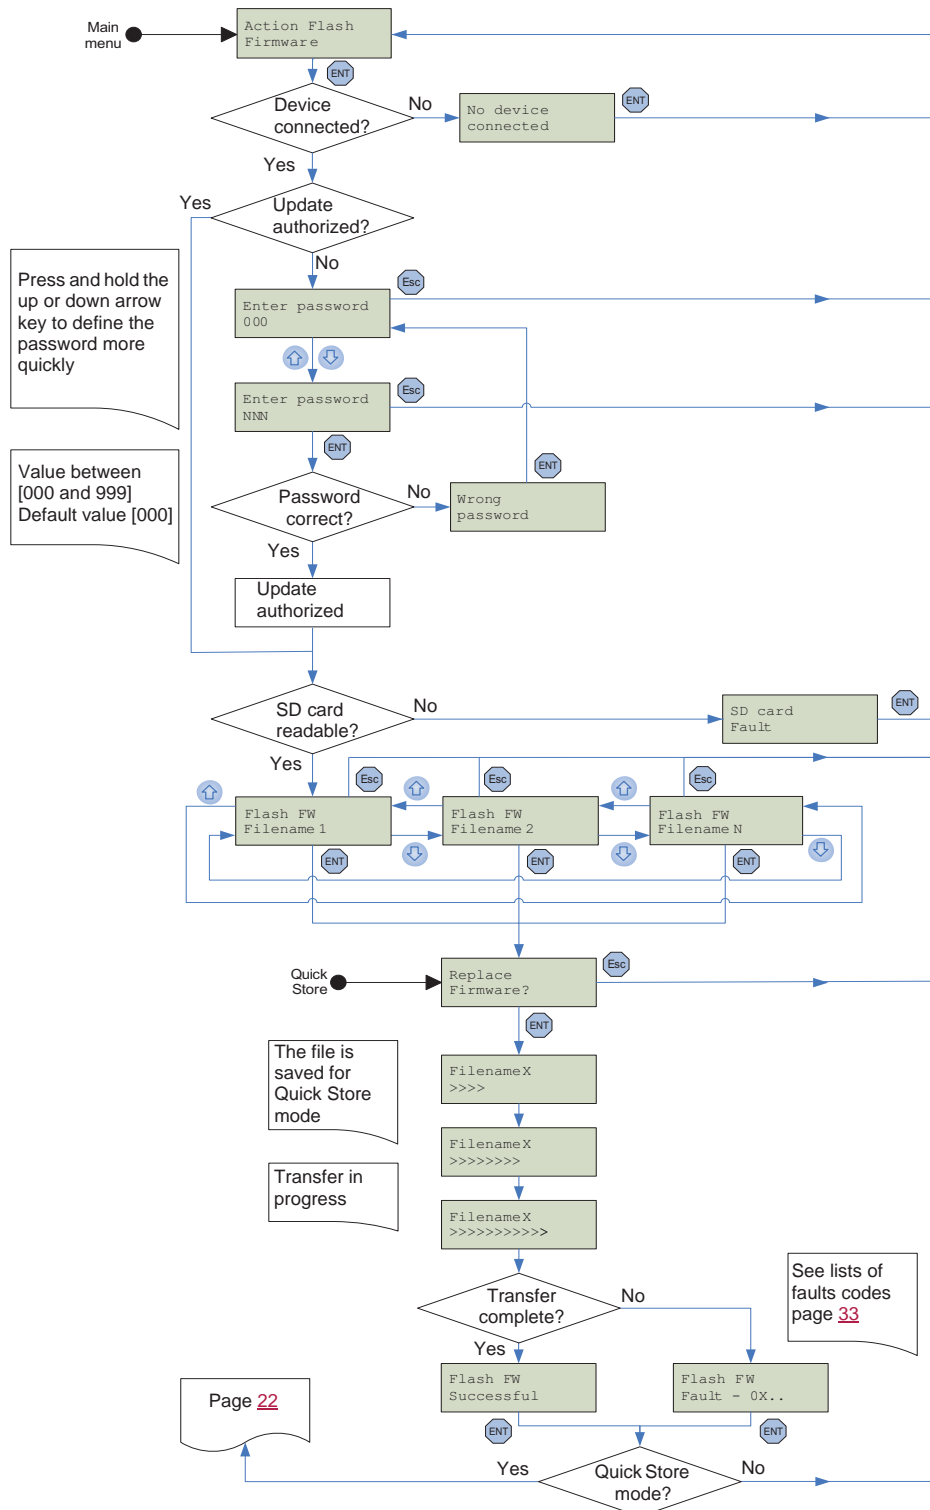 Main
menu
Action Flash
Firmware
ENT
Device
connected?
No
No device
connected
ENT
Yes
Yes
Update
authorized?
No
Press and hold the
up or down arrow
key to define the
password more
quickly
Enter password
000
Esc
Enter password
NNN
Esc
ENT
Value between
[000 and 999]
Default value [000]
Password
correct?
No
Wrong
password
ENT
Yes
Update
authorized
SD card
readable?
No
SD card
Fault
ENT
Yes
Esc
Esc
Esc
Flash FW
Filename 1
Flash FW
Filename 2
Flash FW
Filename N
ENT
ENT
ENT
Quick
Store
Replace
Firmware?
Esc
ENT
The file is
saved for
Quick Store
mode
FilenameX
>>>>
FilenameX
>>>>>>>>
Transfer in
progress
FilenameX
>>>>>>>>>>>
Transfer
complete?
No
See lists of
faults codes
page 33
Yes
Flash FW
Successful
Flash FW
Fault - 0X..
ENT
ENT
Page 22
Yes
Quick Store
mode?
No